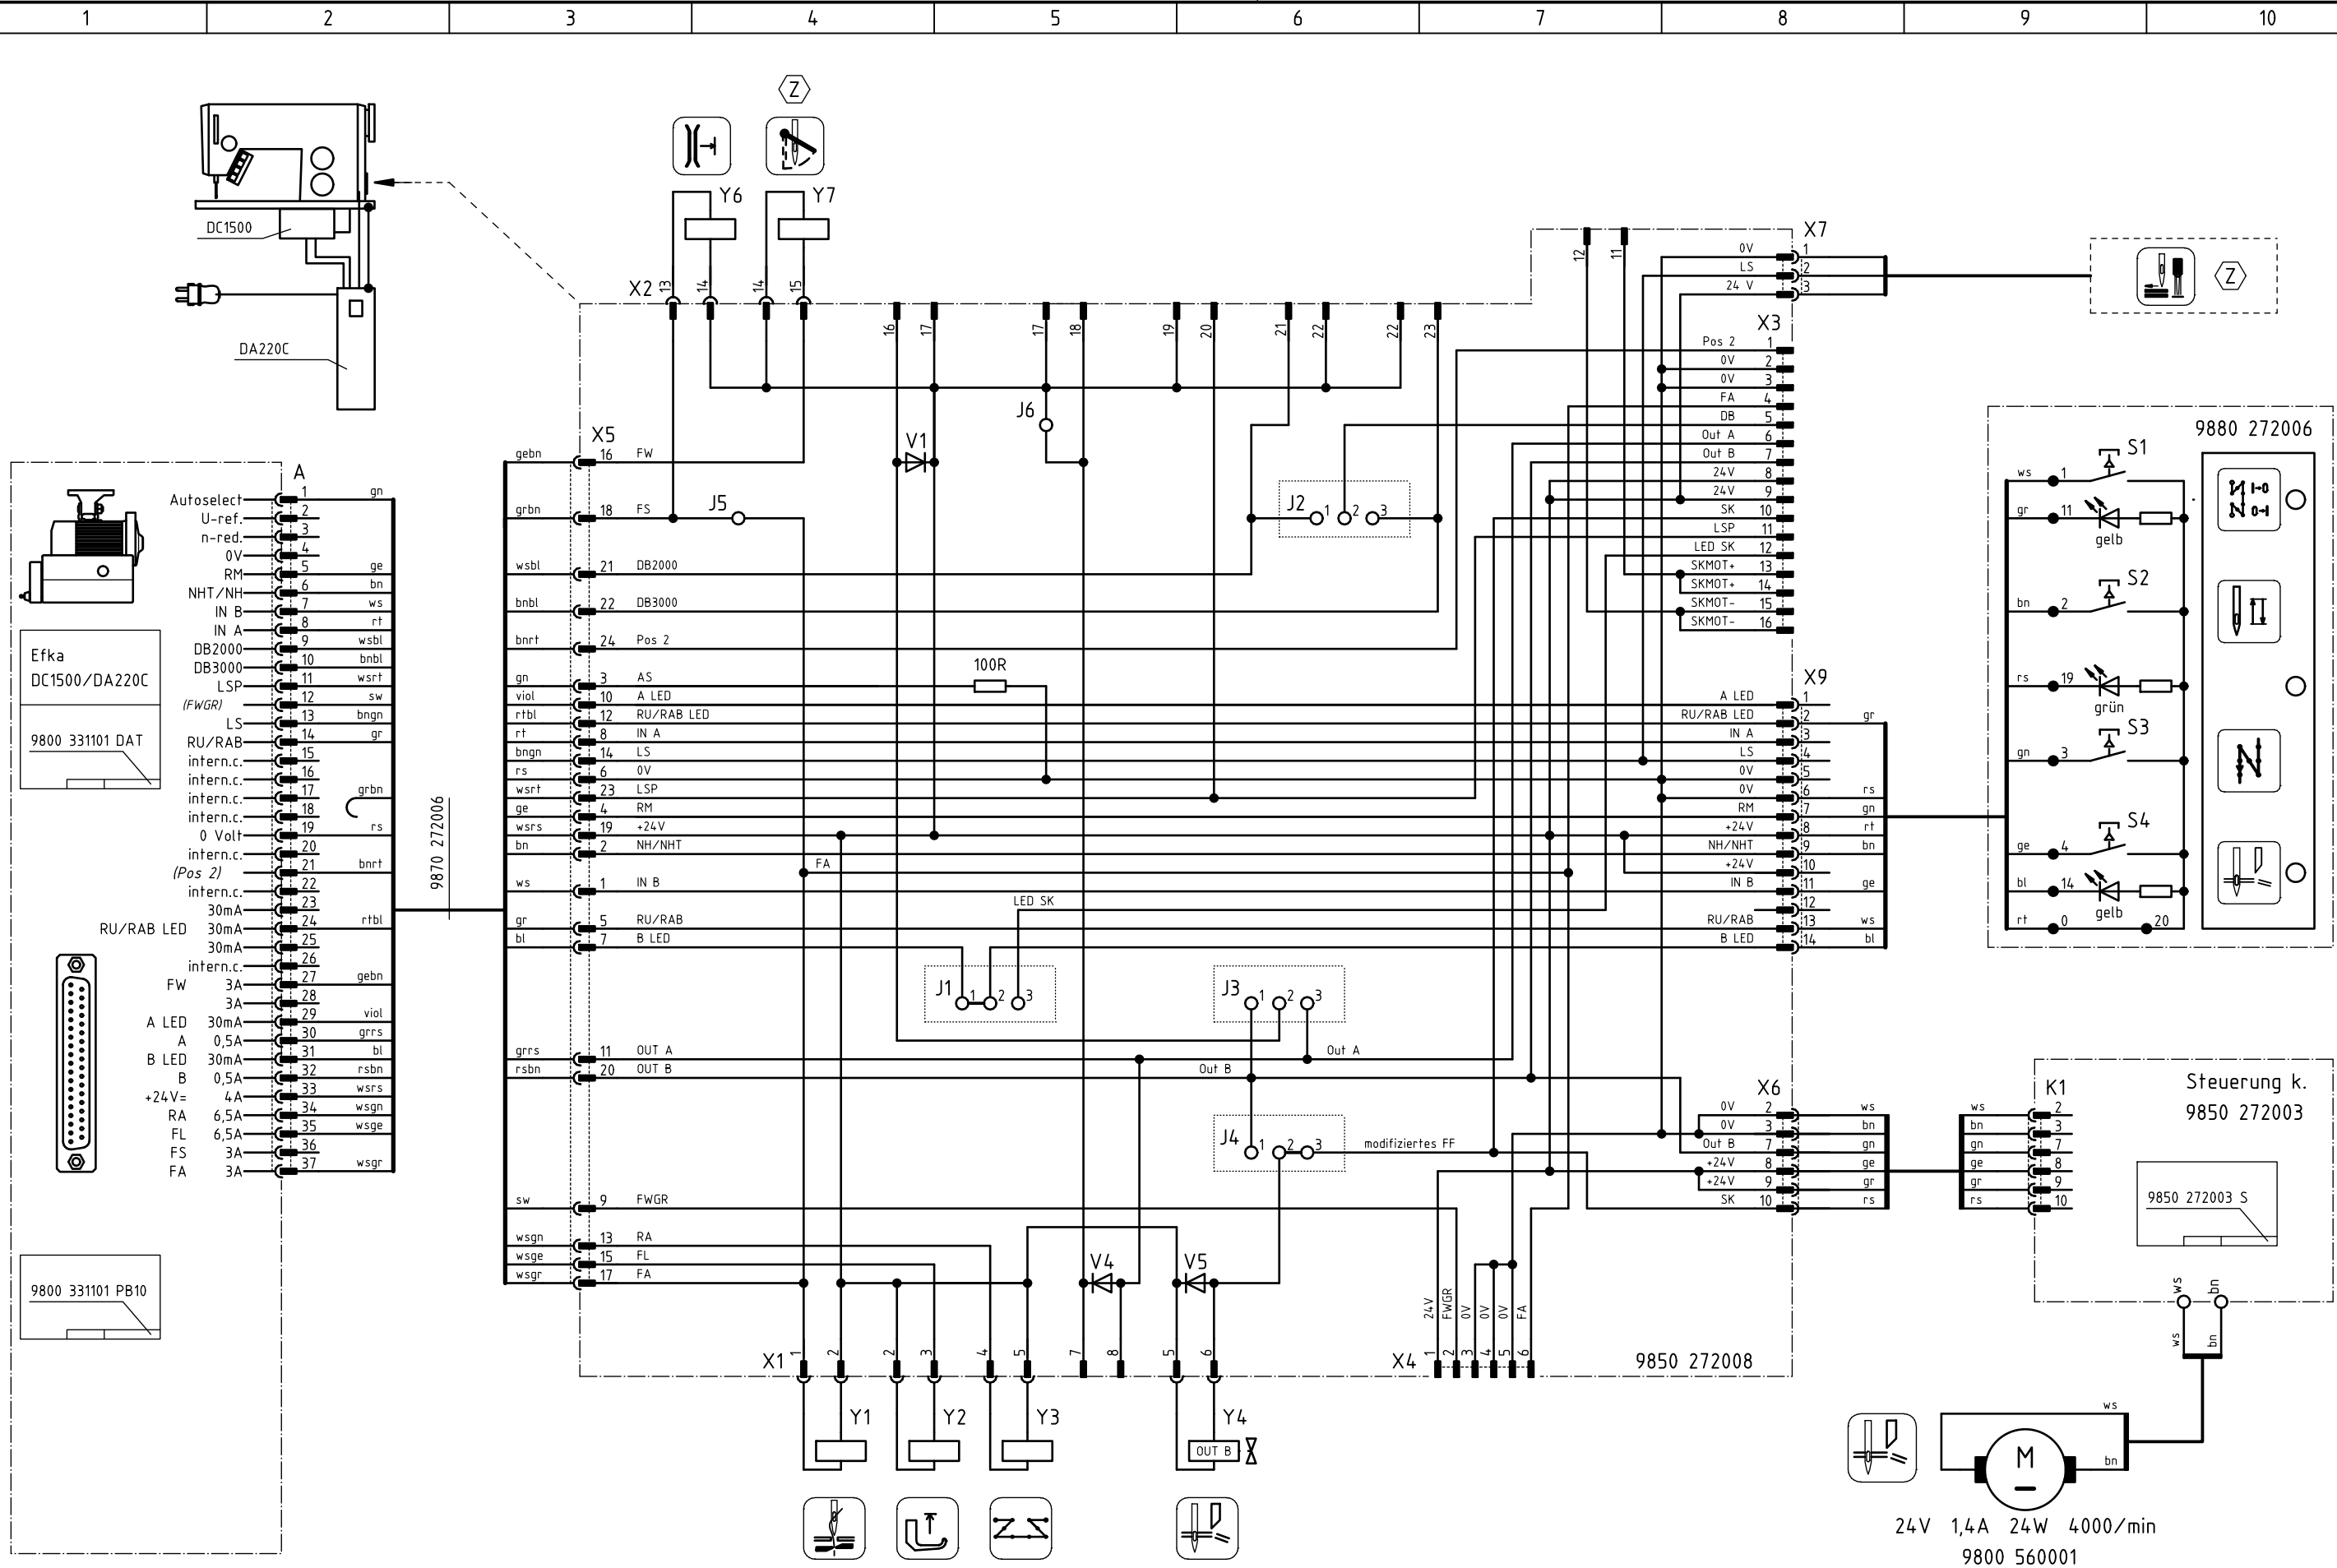 1 2 3 4 5 6 7 8 9 10
Z
Y6 Y7
DC1500
DA220C
X2 13 14 14 15
16 17 17 18 19 20 21 22 22 23
12 11
X7
0V 1
LS 2
24 V 3
Z
X3
Pos 2 1
0V 2
0V 3
FA 4
DB 5
Out A 6
Out B 7
24V 8
24V 9
SK 10
LSP 11
LED SK 12
SKMOT+ 13
SKMOT+ 14
SKMOT- 15
SKMOT- 16
J6
V1
J5
J2 1 2 3
100R
A
Autoselect 1 gn
U-ref. 2
n-red. 3
0V 4
RM 5 ge
NHT/NH 6 bn
IN B 7 ws
IN A 8 rt
DB2000 9 wsbl
DB3000 10 bnbl
LSP 11 wsrt
(FWGR) 12 sw
LS 13 bngn
RU/RAB 14 gr
intern.c. 15
intern.c. 16
intern.c. 17 grbn
intern.c. 18
0 Volt 19 rs
intern.c. 20
(Pos 2) 21 bnrt
intern.c. 22
30mA 23
RU/RAB LED 30mA 24 rtbl
30mA 25
intern.c. 26
FW 3A 27 gebn
3A 28
A LED 30mA 29 viol
A 0,5A 30 grrs
B LED 30mA 31 bl
B 0,5A 32 rsbn
+24V= 4A 33 wsrs
RA 6,5A 34 wsgn
FL 6,5A 35 wsge
FS 3A 36
FA 3A 37 wsgr
Efka
DC1500/DA220C
9800 331101 DAT
9800 331101 PB10
9870 272006
X5
gebn 16 FW
grbn 18 FS
wsbl 21 DB2000
bnbl 22 DB3000
bnrt 24 Pos 2
gn 3 AS
viol 10 A LED
rtbl 12 RU/RAB LED
rt 8 IN A
bngn 14 LS
rs 6 0V
wsrt 23 LSP
ge 4 RM
wsrs 19 +24V
bn 2 NH/NHT
FA
ws 1 IN B
LED SK
gr 5 RU/RAB
bl 7 B LED
J1 1 2 3
J3 1 2 3
grrs 11 OUT A
Out A
rsbn 20 OUT B
Out B
J4 1 2 3
modifiziertes FF
sw 9 FWGR
wsgn 13 RA
wsge 15 FL
wsgr 17 FA
V4 V5
X9
A LED 1
RU/RAB LED 2 gr
IN A 3
LS 4
0V 5
0V 6 rs
RM 7 gn
+24V 8 rt
NH/NHT 9 bn
+24V 10
IN B 11 ge
12
RU/RAB 13 ws
B LED 14 bl
X6
0V 2 ws
0V 3 bn
Out B 7 gn
+24V 8 ge
+24V 9 gr
SK 10 rs
K1
ws 2
bn 3
gn 7
ge 8
gr 9
rs 10
Steuerung k.
9850 272003
9850 272003 S
ws bn
ws bn
9880 272006
ws 1 S1
gr 11
gelb
bn 2 S2
rs 19
grün
gn 3 S3
ge 4 S4
bl 14
gelb
rt 0 20
X1 1 2 2 3 4 5 7 8 5 6
24V FWGR 0V 0V 0V FA
X4 1 2 3 4 5 6
9850 272008
Y1 Y2 Y3 Y4
OUT B
ws
M
bn
24V 1,4A 24W 4000/min
9800 560001